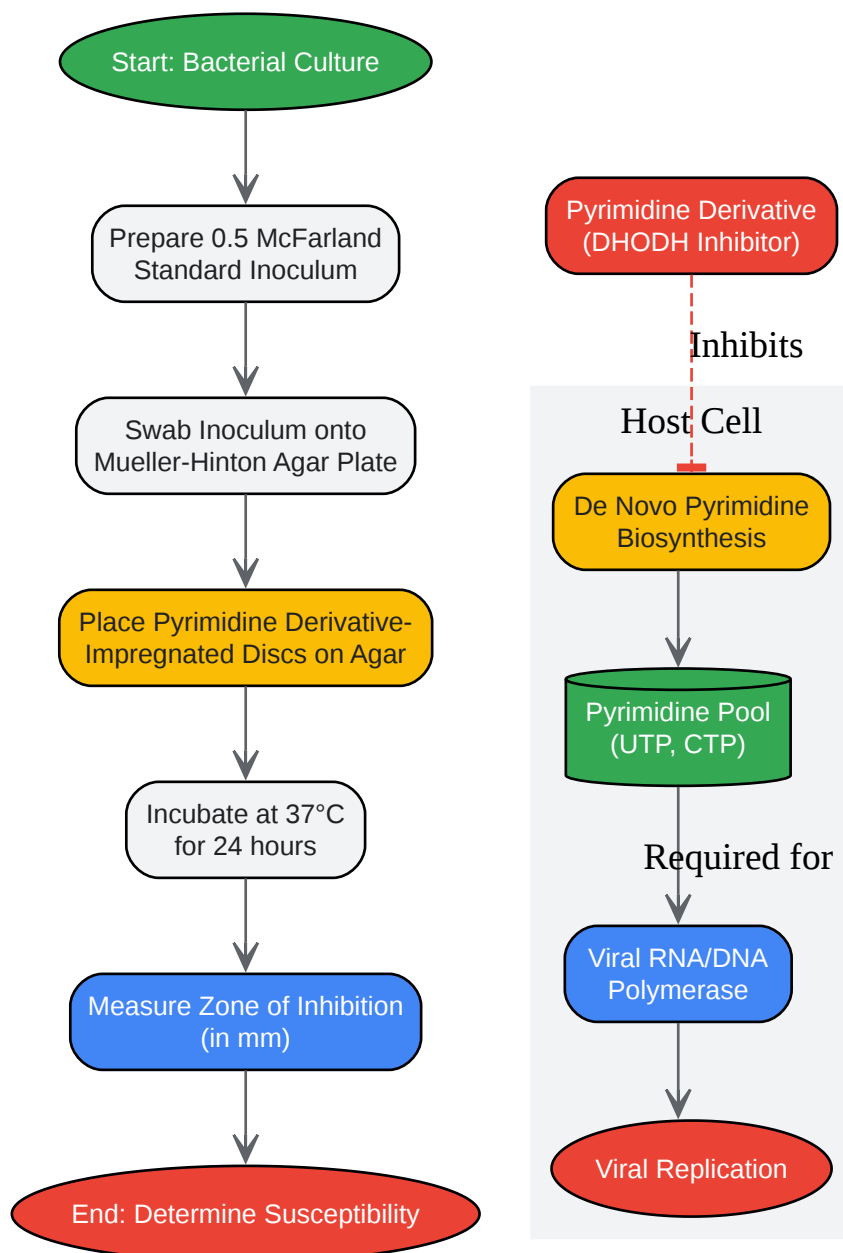 Start: Bacterial Culture
Prepare 0.5 McFarland
Standard Inoculum
Swab Inoculum onto
Mueller-Hinton Agar Plate
Place Pyrimidine Derivative-
Impregnated Discs on Agar
Incubate at 37°C
for 24 hours
Measure Zone of Inhibition
(in mm)
End: Determine Susceptibility
Pyrimidine Derivative
(DHODH Inhibitor)
Inhibits
Host Cell
De Novo Pyrimidine
Biosynthesis
Pyrimidine Pool
(UTP, CTP)
Required for
Viral RNA/DNA
Polymerase
Viral Replication